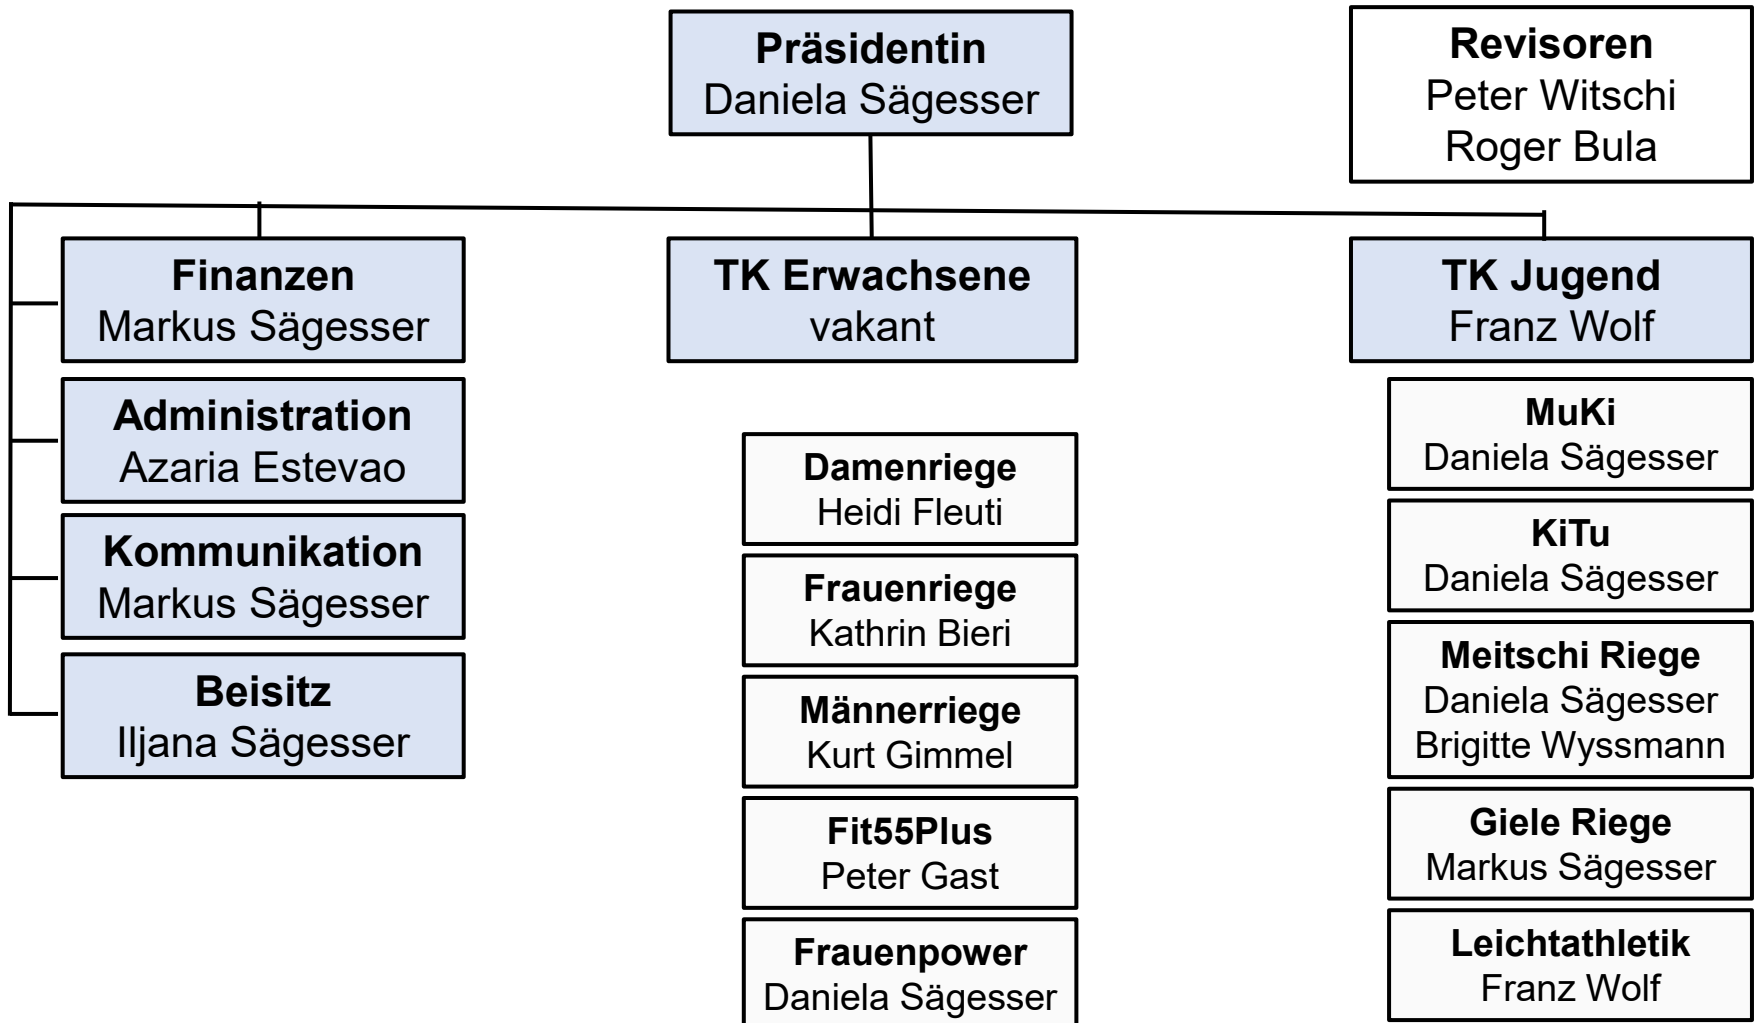 Präsidentin
Daniela Sägesser
Revisoren
Peter Witschi
Roger Bula
Finanzen
Markus Sägesser
Administration
Azaria Estevao
Kommunikation
Markus Sägesser
Beisitz
Iljana Sägesser
TK Erwachsene
vakant
Damenriege
Heidi Fleuti
Frauenriege
Kathrin Bieri
Männerriege
Kurt Gimmel
Fit55Plus
Peter Gast
Frauenpower
Daniela Sägesser
TK Jugend
Franz Wolf
MuKi
Daniela Sägesser
KiTu
Daniela Sägesser
Meitschi Riege
Daniela Sägesser
Brigitte Wyssmann
Giele Riege
Markus Sägesser
Leichtathletik
Franz Wolf